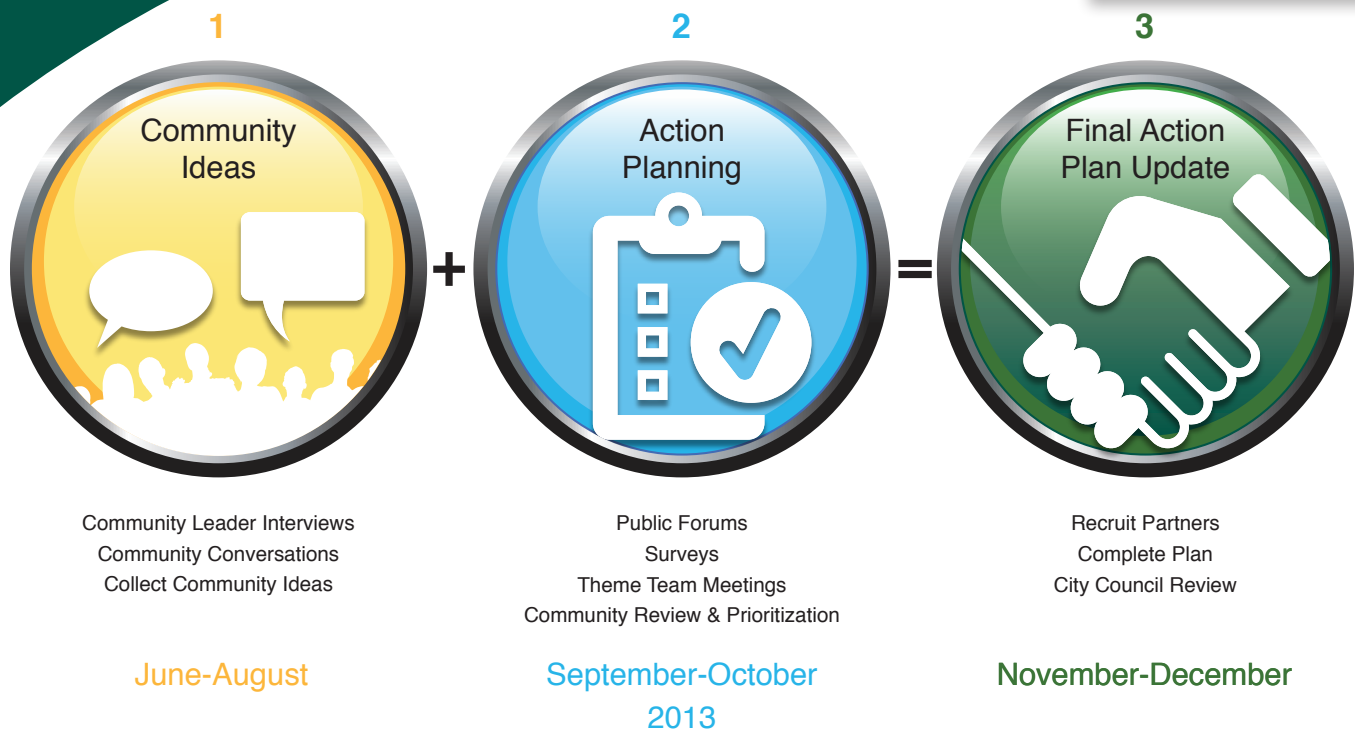 1
Community
Ideas
Community Leader Interviews
Community Conversations
Collect Community Ideas
June-August
+
2
Action
Planning
Public Forums
Surveys
Theme Team Meetings
Community Review & Prioritization
September-October
2013
=
3
Final Action
Plan Update
Recruit Partners
Complete Plan
City Council Review
November-December